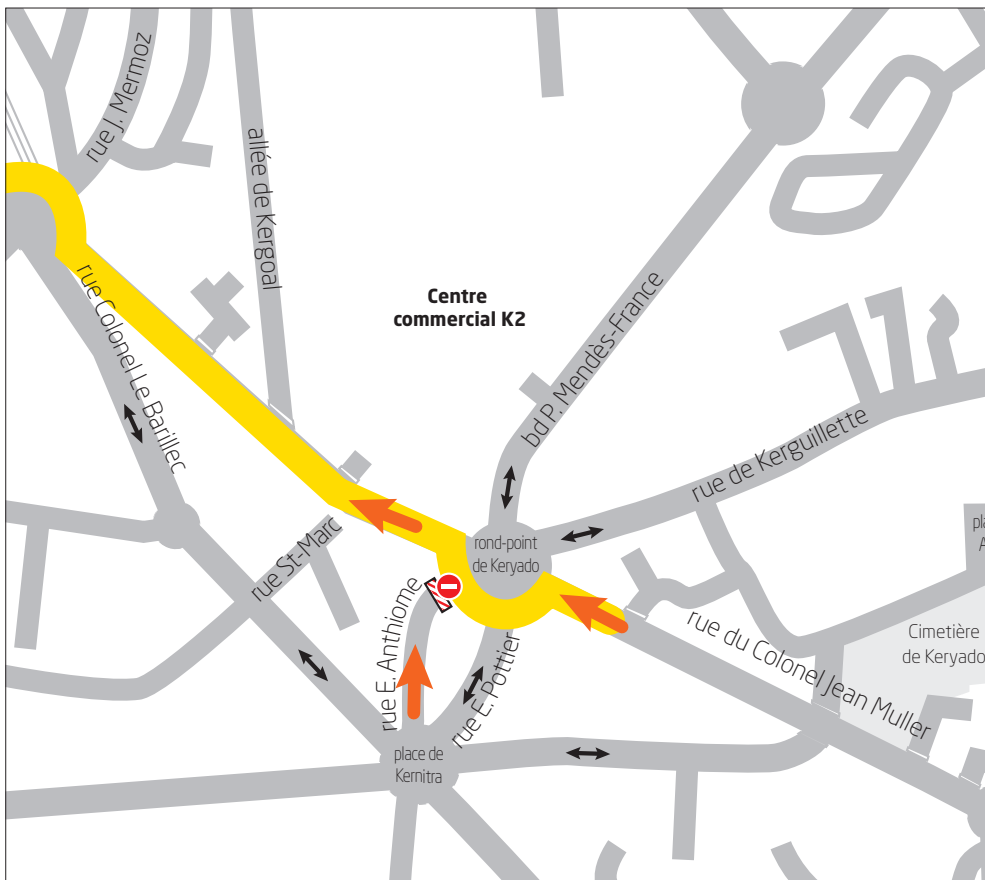 rue J. Mermoz
allée de Kergoal
Centre
commercial K2
bd P. Mendès-France
rue Colonel Le Barillec
rue de Kerguillette
rue St-Marc
rond-point
de Keryado
pla
A
rue E. Anthiome
rue E. Pottier
rue du Colonel Jean Muller
Cimetière
de Keryado
place de
Kernitra